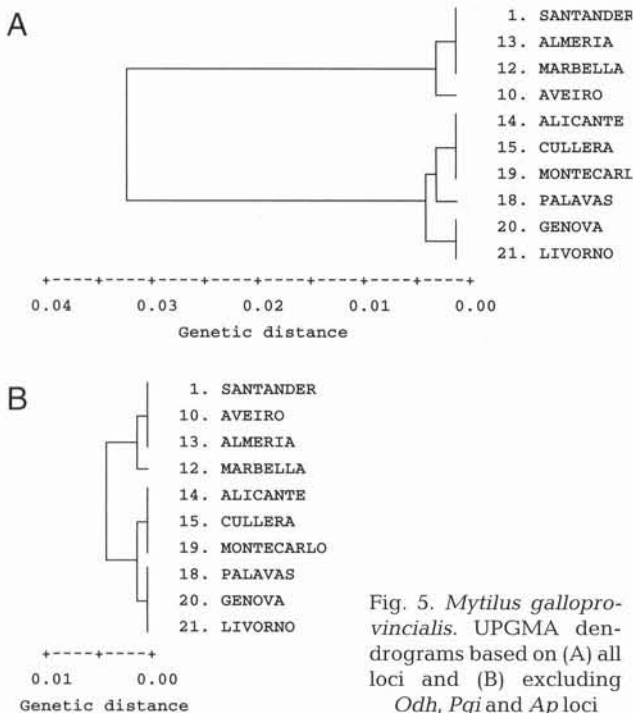 A
1. SANTANDER
13. ALMERIA
12. MARBELLA
10. AVEIRO
14. ALICANTE
15. CULLERA
19. MONTECARL
18. PALAVAS
20. GENOVA
21. LIVORNO
0.04 0.03 0.02 0.01 0.00
Genetic distance
B
1. SANTANDER
10. AVEIRO
13. ALMERIA
12. MARBELLA
14. ALICANTE
15. CULLERA
19. MONTECARLO
18. PALAVAS
20. GENOVA
21. LIVORNO
0.01 0.00
Genetic distance
Fig. 5. Mytilus gallopro-
vincialis. UPGMA den-
drograms based on (A) all
loci and (B) excluding
Odh, Pgi and Ap loci